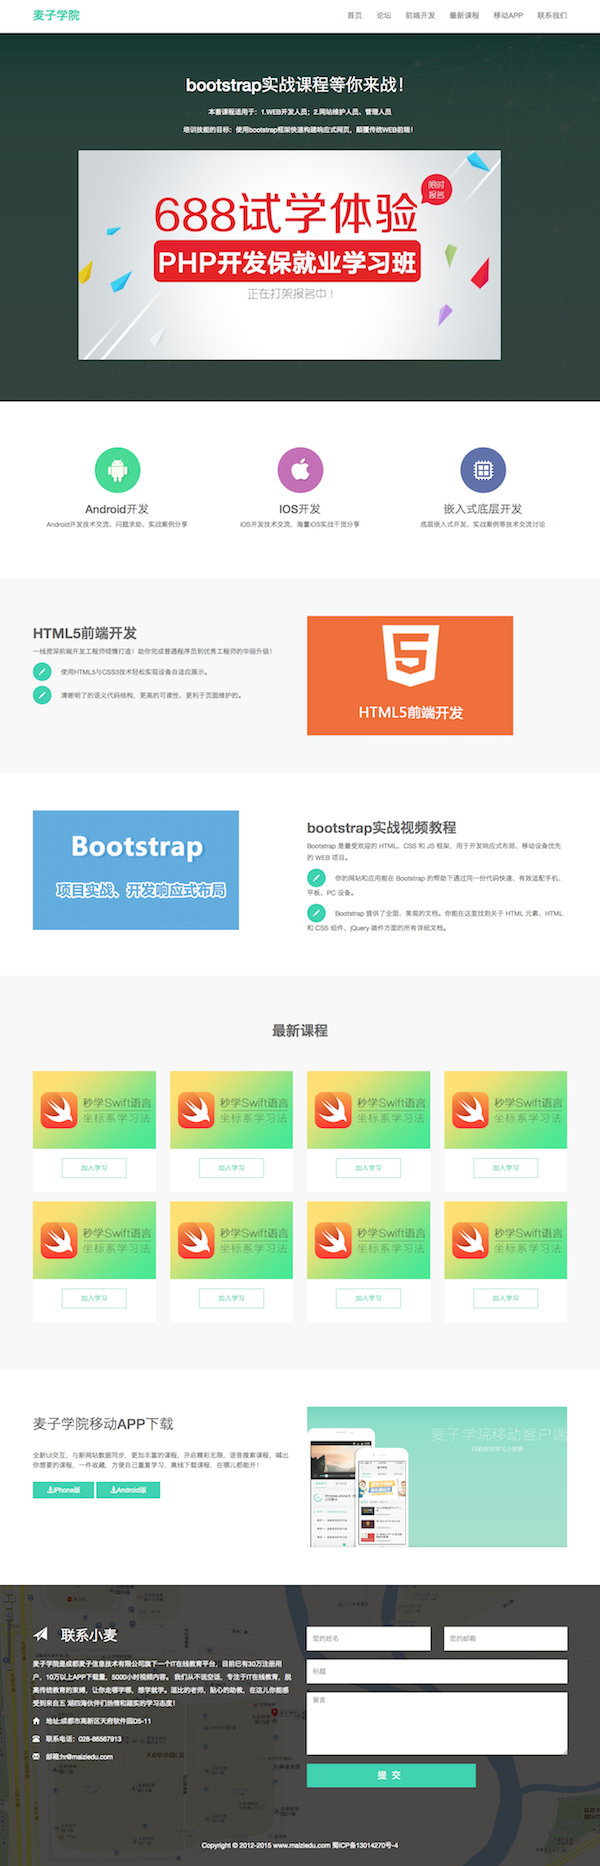 麦子学院
首页 论坛 前端开发 最新课程 移动APP 联系我们
bootstrap实战课程等你来战！
本套课程适用于：1.WEB开发人员；2.网站维护人员、管理人员
培训技能的目标：使用bootstrap框架快速构建响应式网页，颠覆传统WEB前端！
限时
报名
688试学体验
PHP开发保就业学习班
正在打架报名中！
Android开发
Android开发技术交流、问题求助、实战案例分享
IOS开发
iOS开发技术交流，海量iOS实战干货分享
嵌入式底层开发
底层嵌入式开发、实战案例等技术交流讨论
HTML5前端开发
一线资深前端开发工程师倾情打造！助你完成普通程序员到优秀工程师的华丽升级！
使用HTML5与CSS3技术轻松实现设备自适应展示。
清晰明了的语义代码结构，更高的可读性、更利于页面维护的。
HTML5前端开发
Bootstrap
项目实战、开发响应式布局
bootstrap实战视频教程
Bootstrap 是最受欢迎的 HTML、CSS 和 JS 框架，用于开发响应式布局、移动设备优先
的 WEB 项目。
你的网站和应用能在 Bootstrap 的帮助下通过同一份代码快速、有效适配手机、
平板、PC 设备。
Bootstrap 提供了全面、美观的文档。你能在这里找到关于 HTML 元素、HTML
和 CSS 组件、jQuery 插件方面的所有详细文档。
最新课程
秒学Swift语言 秒学Swift语言 秒学Swift语言 秒学Swift语言
坐标系学习法 坐标系学习法 坐标系学习法 坐标系学习法
加入学习 加入学习 加入学习 加入学习
秒学Swift语言 秒学Swift语言 秒学Swift语言 秒学Swift语言
坐标系学习法 坐标系学习法 坐标系学习法 坐标系学习法
加入学习 加入学习 加入学习 加入学习
麦子学院移动APP下载
全新UI交互，与新网站数据同步，更加丰富的课程，开启精彩无限，语音搜索课程，喊出
你想要的课程，一件收藏，方便自己重复学习，离线下载课程，在哪儿都能开！
iPhone版 Android版
麦子学院移动客户端
联系小麦
麦子学院是成都麦子信息技术有限公司旗下一个IT在线教育平台，目前已有30万注册用
户，10万以上APP下载量，5000小时视频内容。 我们从不说空话，专注于IT在线教育，脱
离传统教育的束缚，让你走哪学哪，想学就学。逗比的老师、贴心的助教，在这儿你能感
受到来自五 湖四海伙伴们热情和踏实的学习态度！
地址:成都市高新区天府软件园D5-11
联系电话：028-86567913
邮箱:hr@maiziedu.com
您的姓名
您的邮箱
标题
留言
提 交
Copyright © 2012-2015 www.maiziedu.com 蜀ICP备13014270号-4